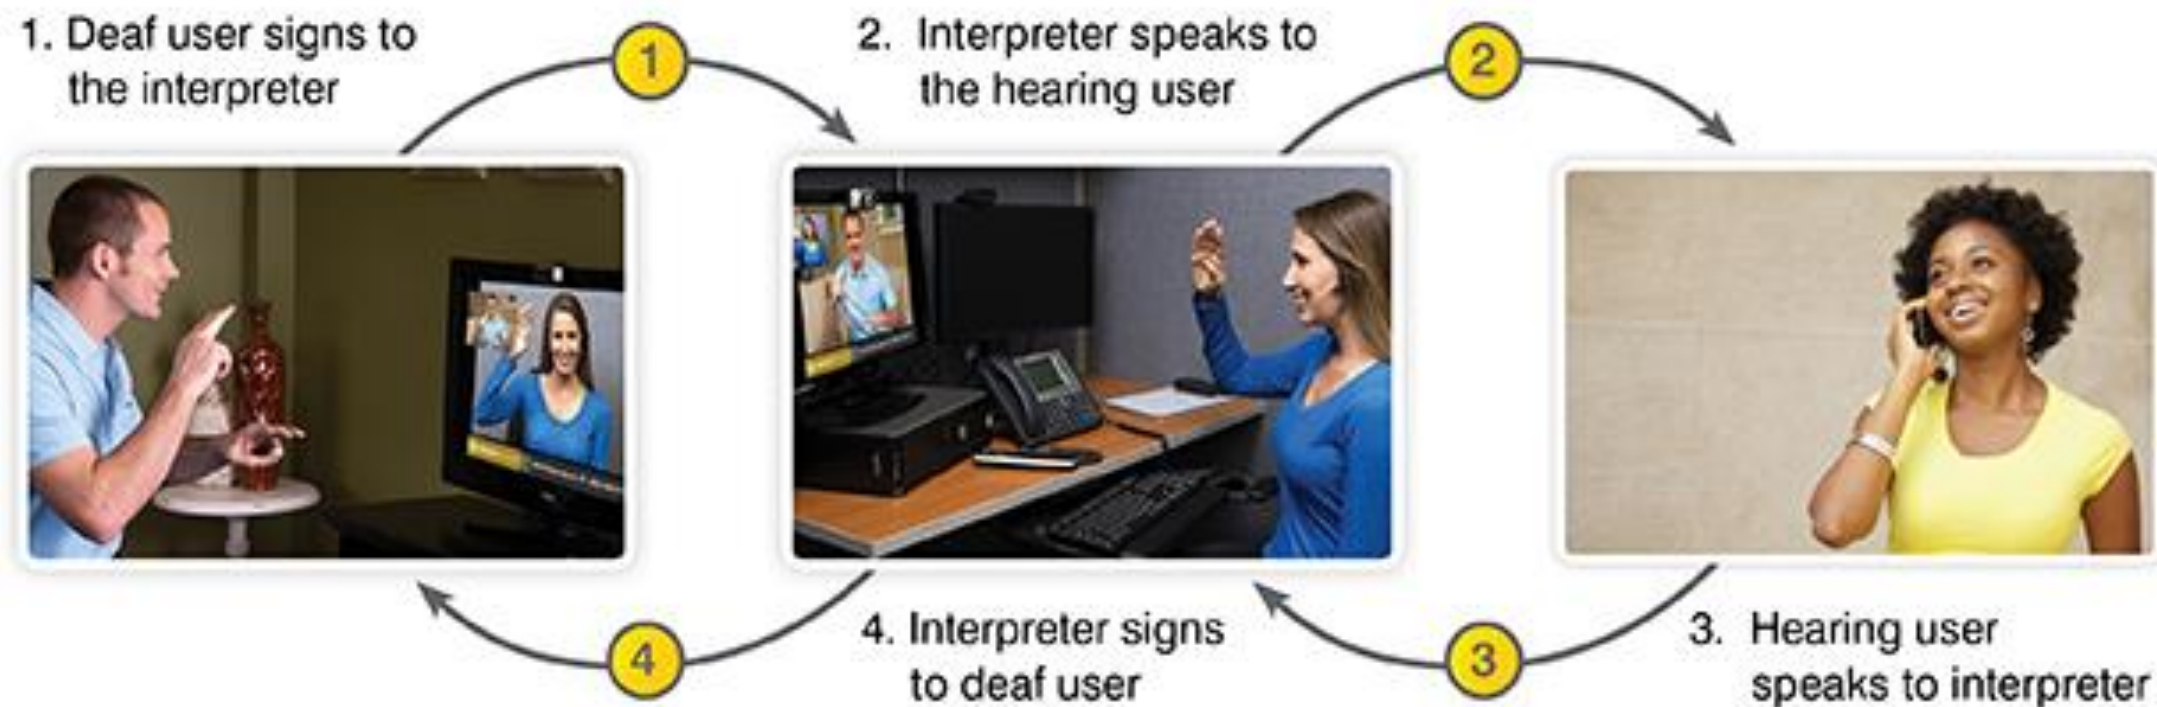 1. Deaf user signs to
the interpreter
1
2. Interpreter speaks to
the hearing user
2
4
4. Interpreter signs
to deaf user
3
3. Hearing user
speaks to interpreter